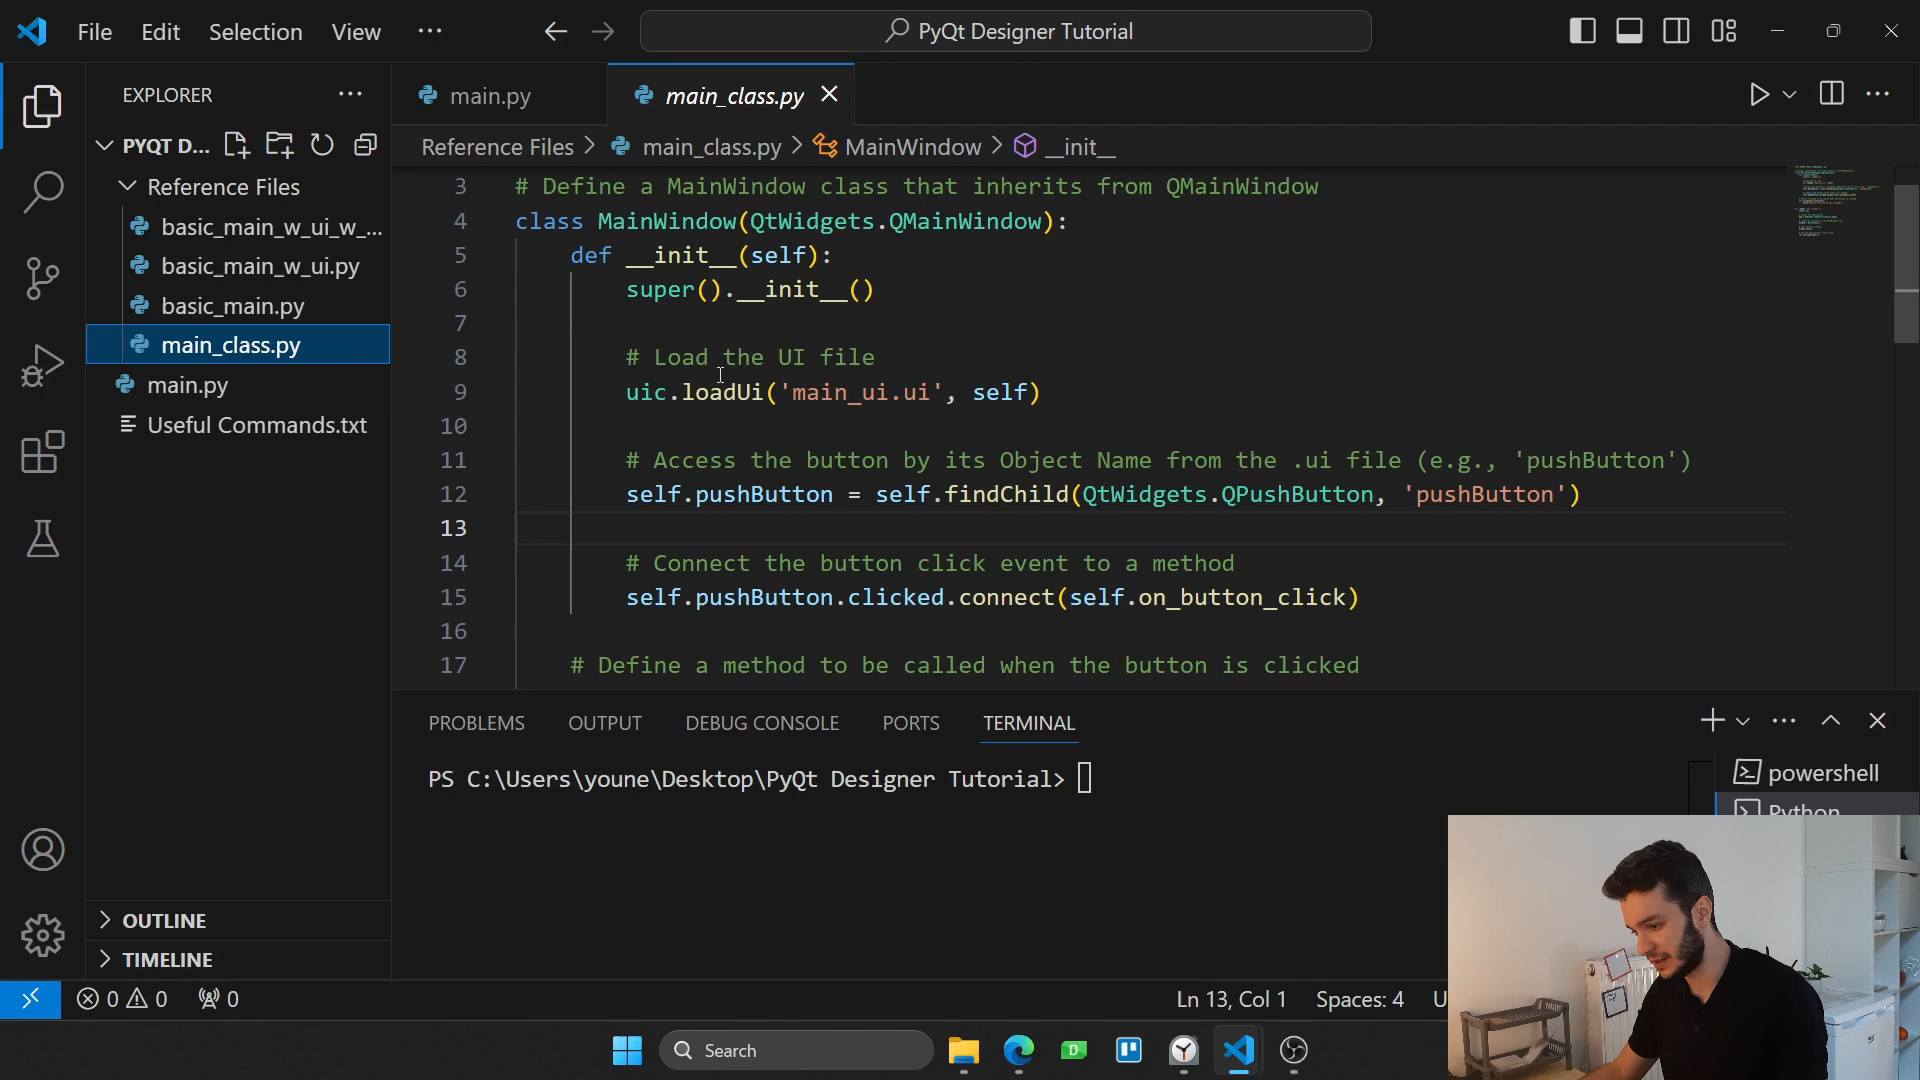 File Edit Selection View ··· PyQt Designer Tutorial
EXPLORER
main.py
main_class.py
PYQT D...
Reference Files > main_class.py > MainWindow > __init__
Reference Files
basic_main_w_ui_w_...
basic_main_w_ui.py
basic_main.py
main_class.py
main.py
Useful Commands.txt
OUTLINE
TIMELINE
3 # Define a MainWindow class that inherits from QMainWindow
4 class MainWindow(QtWidgets.QMainWindow):
5 def __init__(self):
6 super().__init__()
7
8 # Load the UI file
9 uic.loadUi('main_ui.ui', self)
10
11 # Access the button by its Object Name from the .ui file (e.g., 'pushButton')
12 self.pushButton = self.findChild(QtWidgets.QPushButton, 'pushButton')
13
14 # Connect the button click event to a method
15 self.pushButton.clicked.connect(self.on_button_click)
16
17 # Define a method to be called when the button is clicked
PROBLEMS OUTPUT DEBUG CONSOLE PORTS TERMINAL
PS C:\Users\youne\Desktop\PyQt Designer Tutorial>
powershell
Python
0 0 0
Ln 13, Col 1 Spaces: 4 U
Search